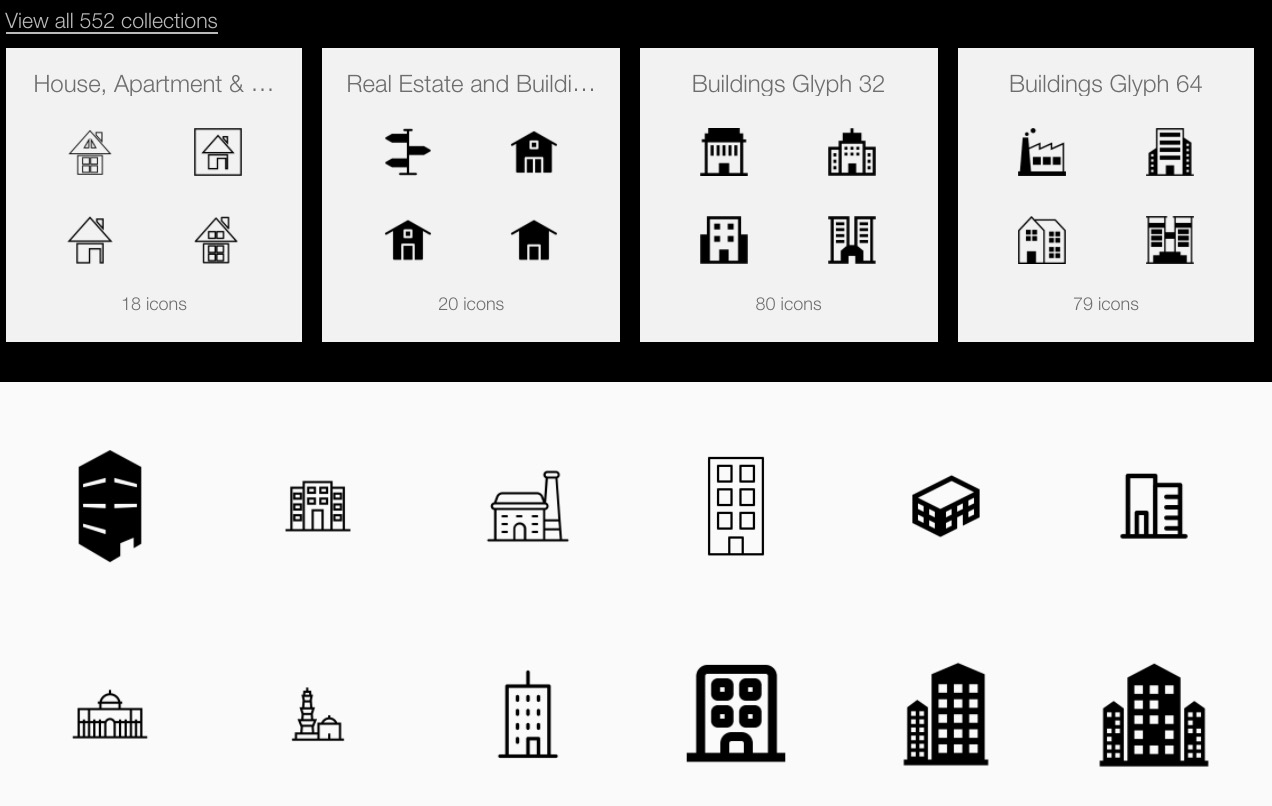 View all 552 collections
House, Apartment & ...
Real Estate and Buildi...
Buildings Glyph 32
Buildings Glyph 64
18 icons
20 icons
80 icons
79 icons